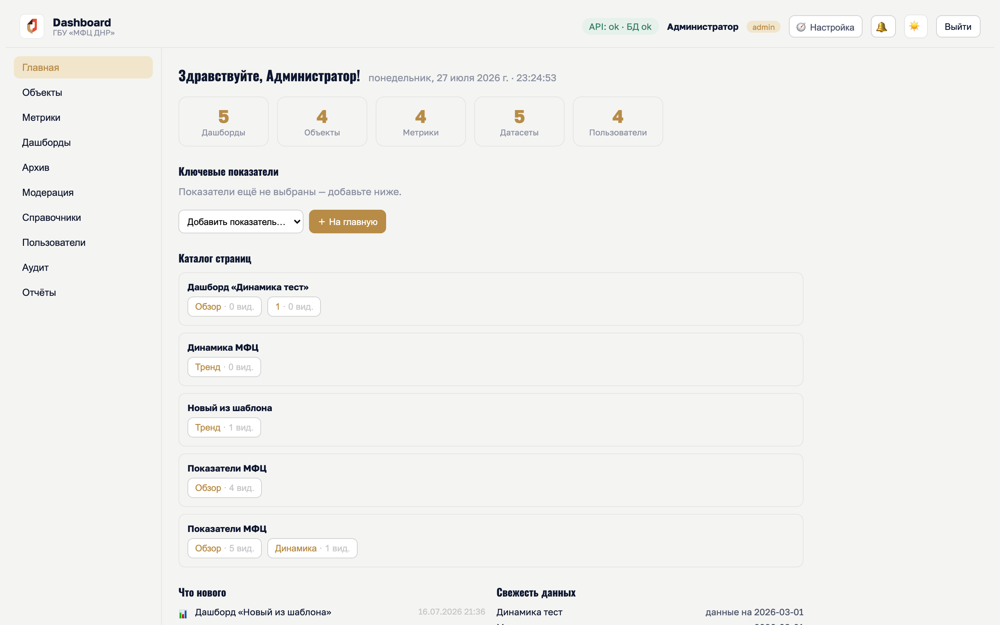 Dashboard
ГБУ «МФЦ ДНР»
API: ok · БД ok
Администратор
admin
Настройка
Выйти
Главная
Объекты
Метрики
Дашборды
Архив
Модерация
Справочники
Пользователи
Аудит
Отчёты
Здравствуйте, Администратор! понедельник, 27 июля 2026 г. · 23:24:53
5
Дашборды
4
Объекты
4
Метрики
5
Датасеты
4
Пользователи
Ключевые показатели
Показатели ещё не выбраны — добавьте ниже.
Добавить показатель...
+ На главную
Каталог страниц
Дашборд «Динамика тест»
Обзор · 0 вид.
1 · 0 вид.
Динамика МФЦ
Тренд · 0 вид.
Новый из шаблона
Тренд · 1 вид.
Показатели МФЦ
Обзор · 4 вид.
Показатели МФЦ
Обзор · 5 вид.
Динамика · 1 вид.
Что нового
Дашборд «Новый из шаблона» 16.07.2026 21:36
Свежесть данных
Динамика тест данные на 2026-03-01